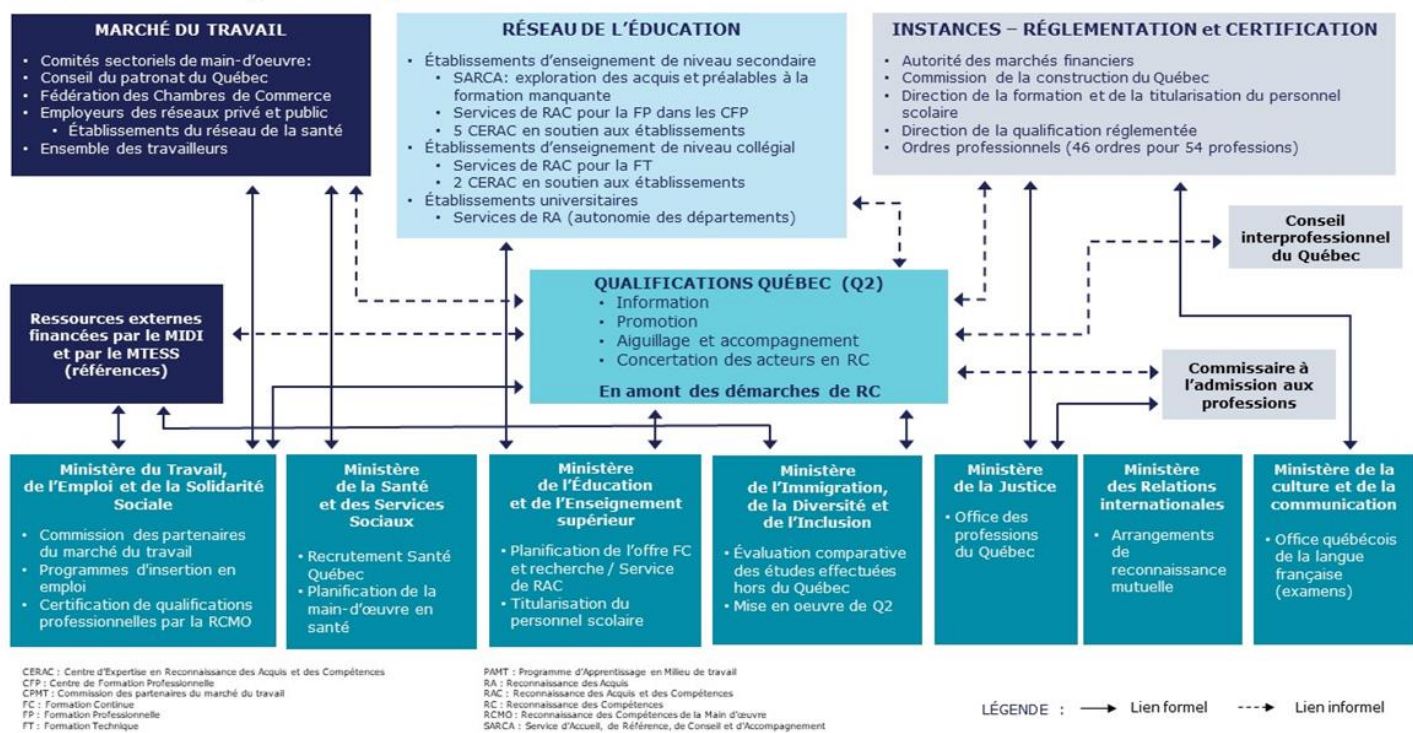 MARCHÉ DU TRAVAIL
• Comités sectoriels de main-d'oeuvre:
• Conseil du patronat du Québec
• Fédération des Chambres de Commerce
• Employeurs des réseaux privé et public
• Établissements du réseau de la santé
• Ensemble des travailleurs
RÉSEAU DE L'ÉDUCATION
• Établissements d'enseignement de niveau secondaire
• SARCA: exploration des acquis et préalables à la
formation manquante
• Services de RAC pour la FP dans les CFP
• 5 CERAC en soutien aux établissements
• Établissements d'enseignement de niveau collégial
• Services de RAC pour la FT
• 2 CERAC en soutien aux établissements
• Établissements universitaires
• Services de RA (autonomie des départements)
INSTANCES – RÉGLEMENTATION et CERTIFICATION
• Autorité des marchés financiers
• Commission de la construction du Québec
• Direction de la formation et de la titularisation du personnel
scolaire
• Direction de la qualification réglementée
• Ordres professionnels (46 ordres pour 54 professions)
Conseil
interprofessionnel
du Québec
Ressources externes
financées par le MIDI
et par le MTESS
(références)
QUALIFICATIONS QUÉBEC (Q2)
• Information
• Promotion
• Aiguillage et accompagnement
• Concertation des acteurs en RC
En amont des démarches de RC
Commissaire à
l'admission aux
professions
Ministère du Travail,
de l'Emploi et de la Solidarité
Sociale
• Commission des partenaires
du marché du travail
• Programmes d'insertion en
emploi
• Certification de qualifications
professionnelles par la RCMO
Ministère
de la Santé
et des Services
Sociaux
• Recrutement Santé
Québec
• Planification de la
main-d'œuvre en
santé
Ministère
de l'Éducation
et de l'Enseignement
supérieur
• Planification de l'offre FC
et recherche / Service
de RAC
• Titularisation du
personnel scolaire
Ministère
de l'Immigration,
de la Diversité et
de l'Inclusion
• Évaluation comparative
des études effectuées
hors du Québec
• Mise en oeuvre de Q2
Ministère
de la Justice
• Office des
professions
du Québec
Ministère
des Relations
internationales
• Arrangements
de
reconnaissance
mutuelle
Ministère de la
culture et de la
communication
• Office québécois
de la langue
française
(examens)
CERAC : Centre d'Expertise en Reconnaissance des Acquis et des Compétences
CFP : Centre de Formation Professionnelle
CPMT : Commission des partenaires du marché du travail
FC : Formation Continue
FP : Formation Professionnelle
FT : Formation Technique
PAMT : Programme d'Apprentissage en Milieu de travail
RA : Reconnaissance des Acquis
RAC : Reconnaissance des Acquis et des Compétences
RC : Reconnaissance des Compétences
RCMO : Reconnaissance des Compétences de la Main d'œuvre
SARCA : Service d'Accueil, de Référence, de Conseil et d'Accompagnement
LÉGENDE : Lien formel Lien informel